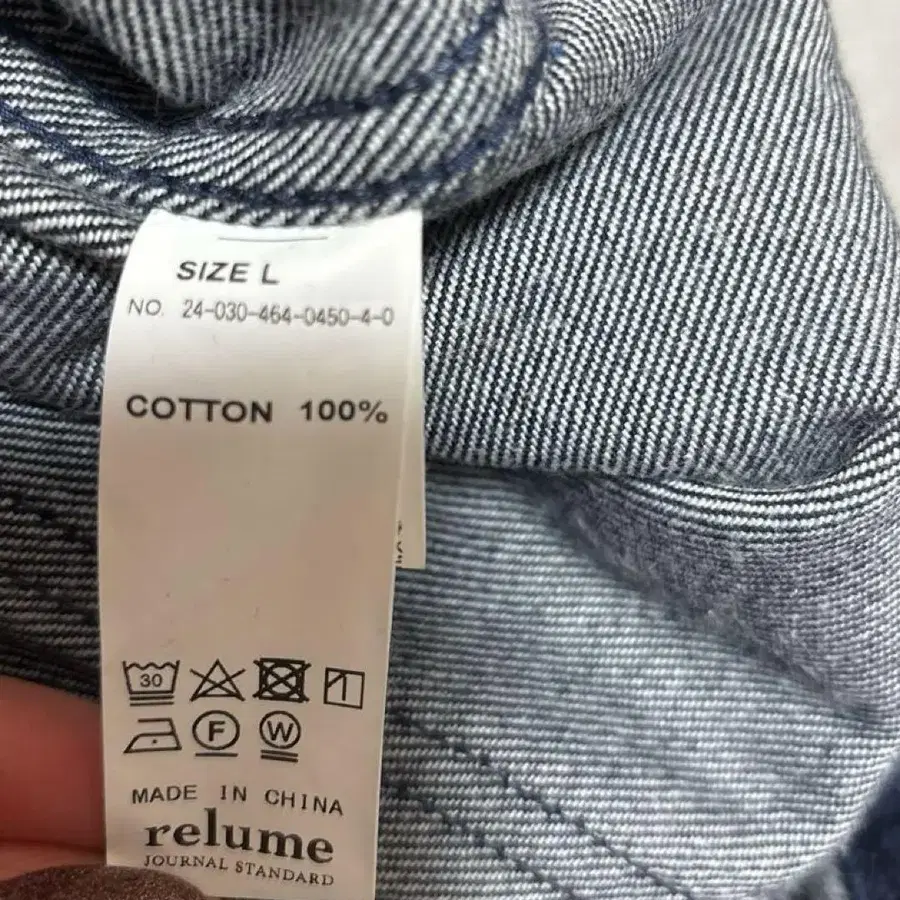 SIZE L
NO. 24-030-464-0450-4-0
COTTON 100%
30
F W
MADE IN CHINA
relume
JOURNAL STANDARD